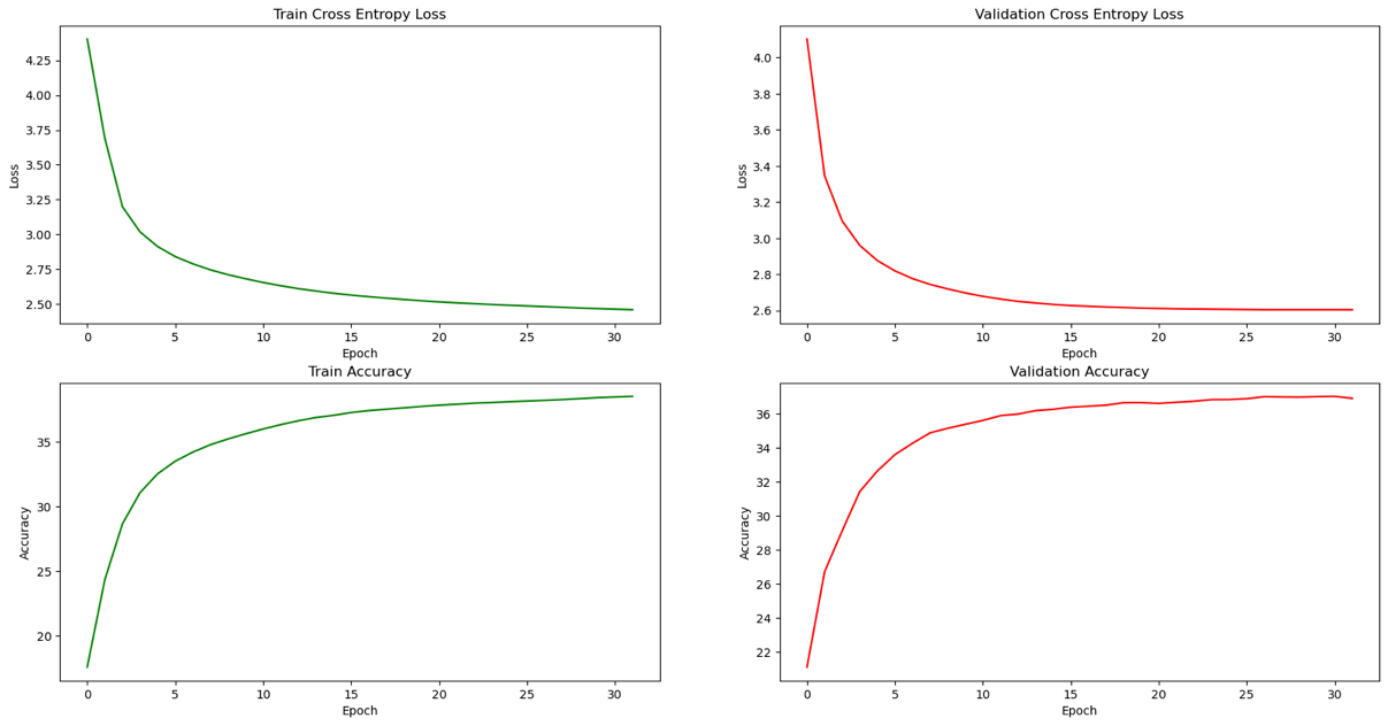 Train Cross Entropy Loss
4.25
4.00
3.75
3.50
3.25
3.00
2.75
2.50
Loss
0 5 10 15 20 25 30
Epoch
Validation Cross Entropy Loss
4.0
3.8
3.6
3.4
3.2
3.0
2.8
2.6
Loss
0 5 10 15 20 25 30
Epoch
Train Accuracy
35
30
25
20
Accuracy
0 5 10 15 20 25 30
Epoch
Validation Accuracy
36
34
32
30
28
26
24
22
Accuracy
0 5 10 15 20 25 30
Epoch